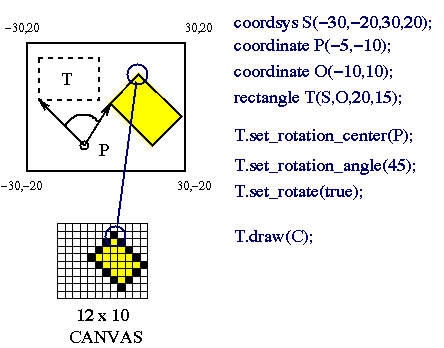 −30,20
30,20
T
P
−30,−20
30,−20
12 x 10
CANVAS
coordsys S(−30,−20,30,20);
coordinate P(−5,−10);
coordinate O(−10,10);
rectangle T(S,O,20,15);
T.set_rotation_center(P);
T.set_rotation_angle(45);
T.set_rotate(true);
T.draw(C);